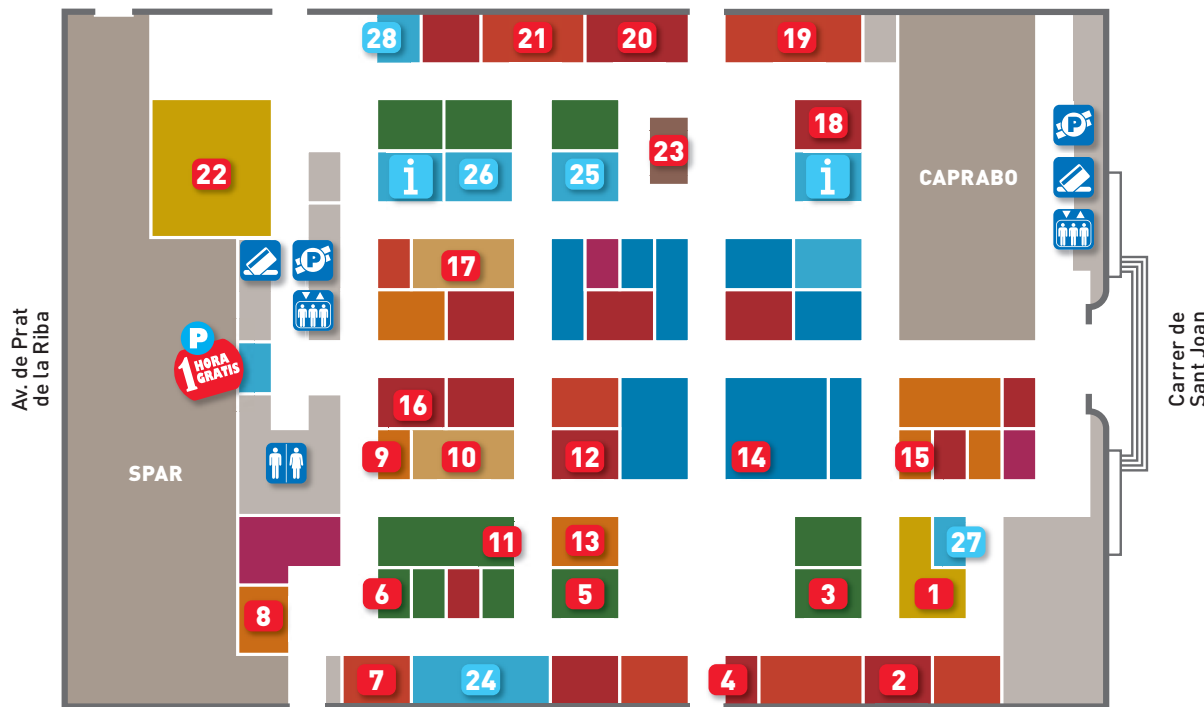 28
21
20
19
18
22
i
26
25
23
i
CAPRABO
P
17
P
Av. de Prat
de la Riba
P
1 HORA
GRATIS
Carrer de
Sant Joan
16
9
10
12
14
15
SPAR
11
13
27
6
5
3
1
8
7
24
4
2